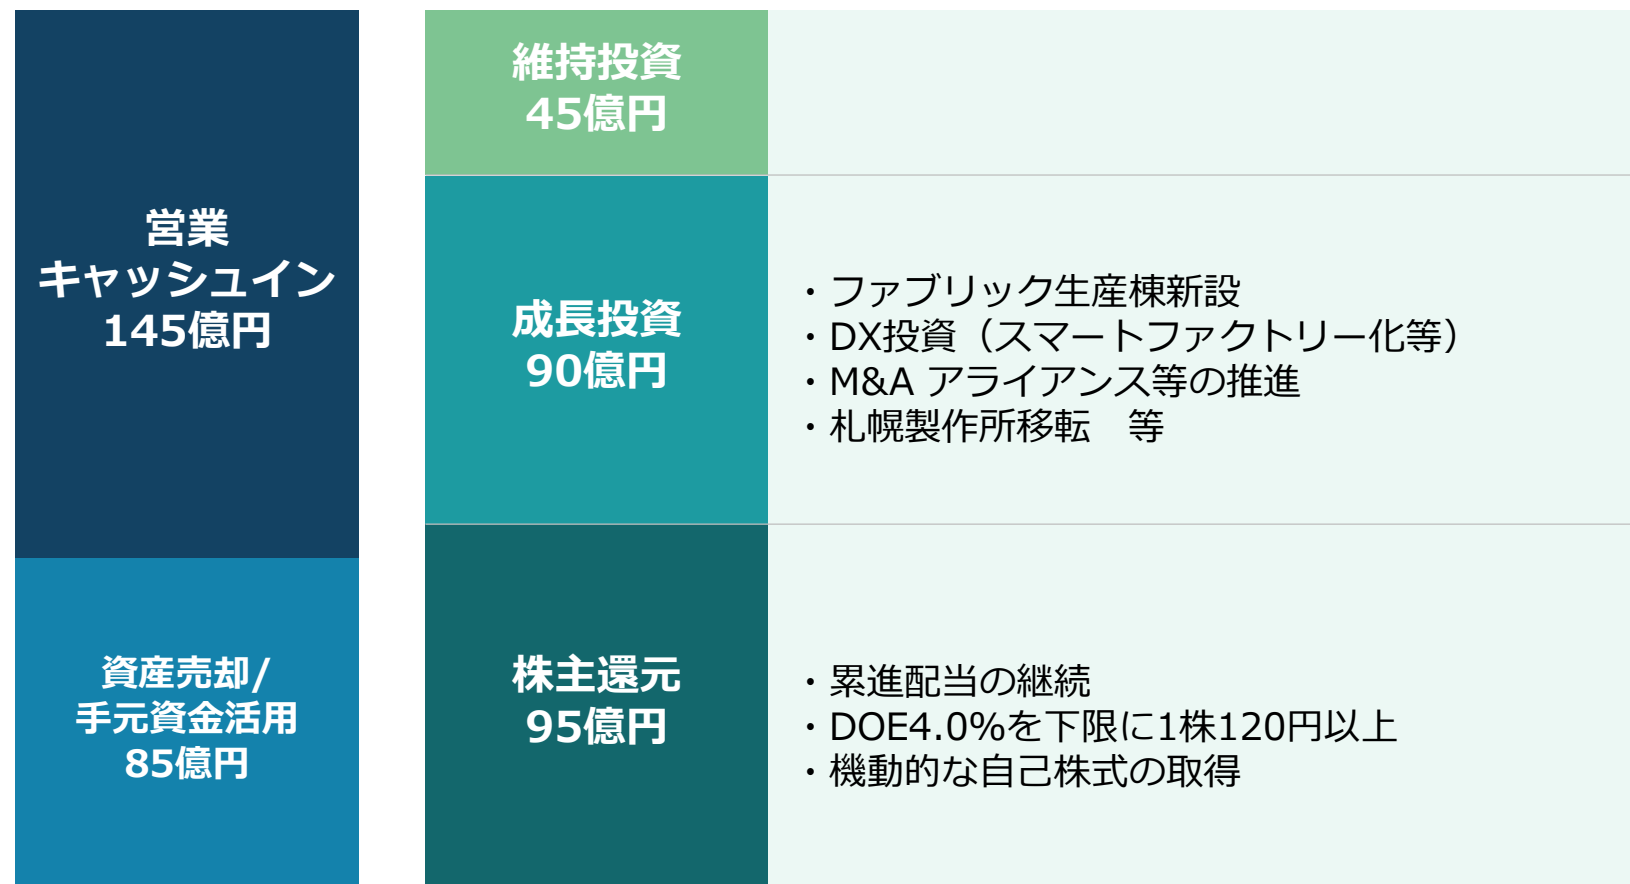 営業
キャッシュイン
145億円
資産売却/
手元資金活用
85億円
維持投資
45億円
成長投資
90億円
・ファブリック生産棟新設
・DX投資（スマートファクトリー化等）
・M&A アライアンス等の推進
・札幌製作所移転　等
株主還元
95億円
・累進配当の継続
・DOE4.0%を下限に1株120円以上
・機動的な自己株式の取得